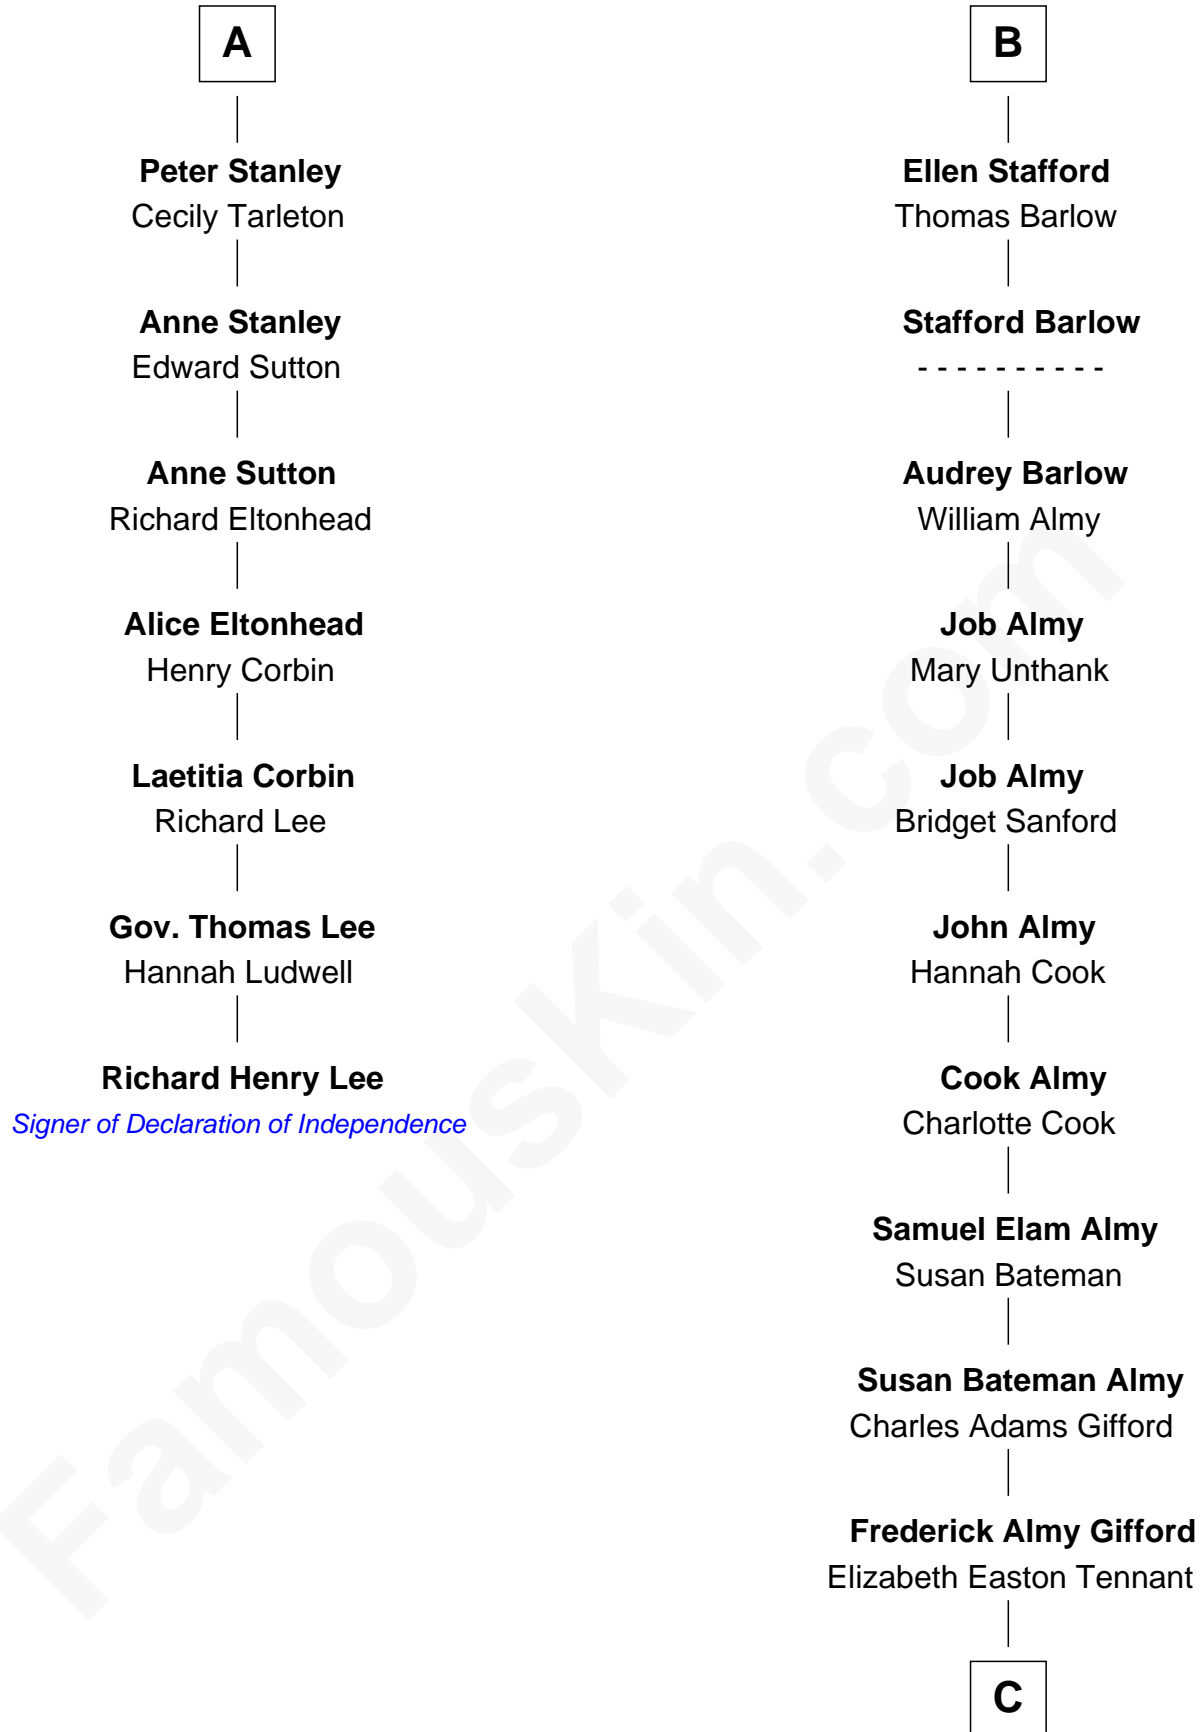 A
Peter Stanley
Cecily Tarleton
Anne Stanley
Edward Sutton
Anne Sutton
Richard Eltonhead
Alice Eltonhead
Henry Corbin
Laetitia Corbin
Richard Lee
Gov. Thomas Lee
Hannah Ludwell
Richard Henry Lee
Signer of Declaration of Independence
B
Ellen Stafford
Thomas Barlow
Stafford Barlow
- - - - - - - - - -
Audrey Barlow
William Almy
Job Almy
Mary Unthank
Job Almy
Bridget Sanford
John Almy
Hannah Cook
Cook Almy
Charlotte Cook
Samuel Elam Almy
Susan Bateman
Susan Bateman Almy
Charles Adams Gifford
Frederick Almy Gifford
Elizabeth Easton Tennant
C
FamousKin.com